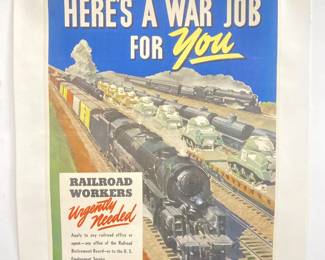 HERE'S A WAR JOB
FOR You
RAILROAD
WORKERS
Urgently
Needed
Apply to any railroad office or
agent—any office of the Railroad
Retirement Board—or to the U. S.
Employment Service